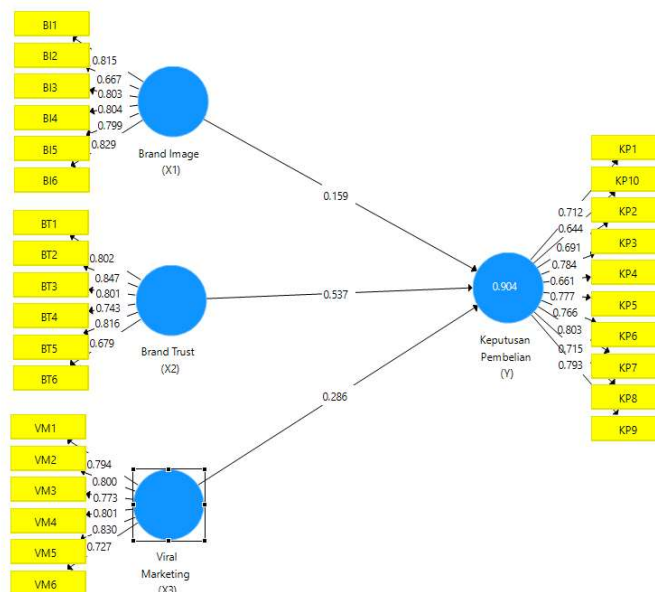 BI1
BI2
BI3
BI4
BI5
BI6
0.815
0.667
0.803
0.804
0.799
0.829
Brand Image
(X1)
0.159
BT1
BT2
BT3
BT4
BT5
BT6
0.802
0.847
0.801
0.743
0.816
0.679
Brand Trust
(X2)
0.537
VM1
VM2
VM3
VM4
VM5
VM6
0.794
0.800
0.773
0.801
0.830
0.727
Viral
Marketing
(X3)
0.286
0.904
Keputusan
Pembelian
(Y)
0.712
0.644
0.691
0.784
0.661
0.777
0.766
0.803
0.715
0.793
KP1
KP10
KP2
KP3
KP4
KP5
KP6
KP7
KP8
KP9